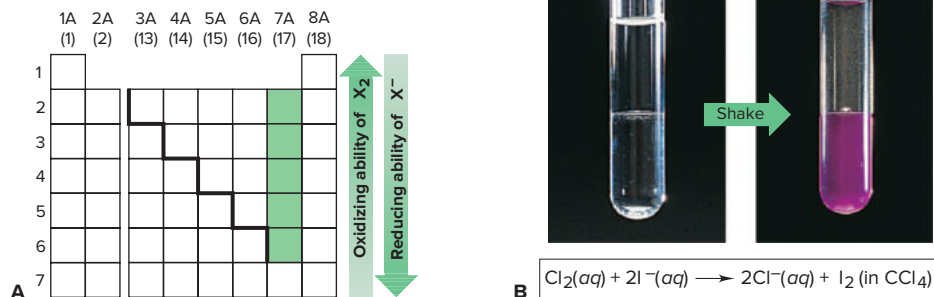 1A 2A 3A 4A 5A 6A 7A 8A
(1) (2) (13) (14) (15) (16) (17) (18)
1
2
3
4
5
6
7
Oxidizing ability of X₂
Reducing ability of X⁻
A
Shake
B
Cl₂(aq) + 2I⁻(aq) ⟶ 2Cl⁻(aq) + I₂ (in CCl₄)